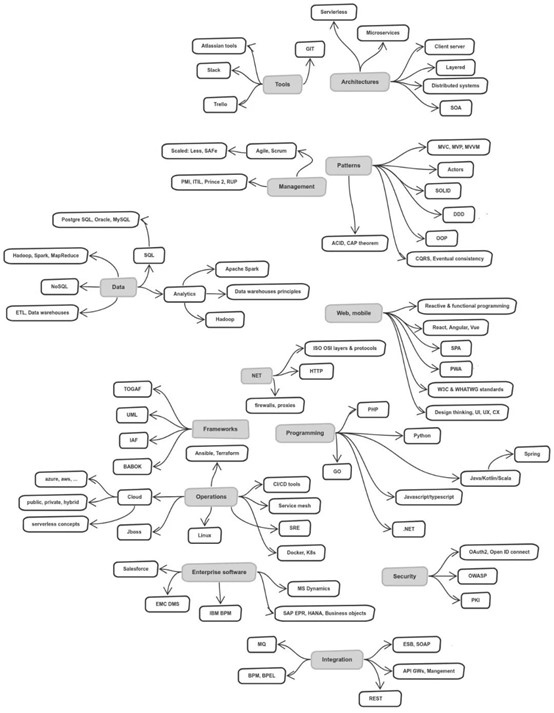 Servierless
Microservices
Atlassian tools
GIT
Client server
Slack
Layered
Tools
Architectures
Distributed systems
Trello
SOA
Scaled: Less, SAFe
Agile, Scrum
MVC, MVP, MVVM
Patterns
Actors
PMI, ITIL, Prince 2, RUP
Management
SOLID
DDD
Postgre SQL, Oracle, MySQL
OOP
ACID, CAP theorem
Hadoop, Spark, MapReduce
SQL
CQRS, Eventual consistency
Apache Spark
NoSQL
Data
Analytics
Data warehouses principles
ETL, Data warehouses
Hadoop
Reactive & functional programming
Web, mobile
React, Angular, Vue
ISO OSI layers & protocols
SPA
NET
HTTP
PWA
TOGAF
W3C & WHATWG standards
firewalls, proxies
PHP
Design thinking, UI, UX, CX
UML
Frameworks
Programming
Python
IAF
Ansible, Terraform
Spring
BABOK
GO
azure, aws, ...
Java/Kotlin/Scala
CI/CD tools
Cloud
Operations
Javascript/typescript
public, private, hybrid
Service mesh
serverless concepts
SRE
.NET
Jboss
Linux
Docker, K8s
OAuth2, Open ID connect
Salesforce
Enterprise software
Security
OWASP
MS Dynamics
EMC DMS
PKI
IBM BPM
SAP EPR, HANA, Business objects
MQ
ESB, SOAP
Integration
BPM, BPEL
API GWs, Mangement
REST